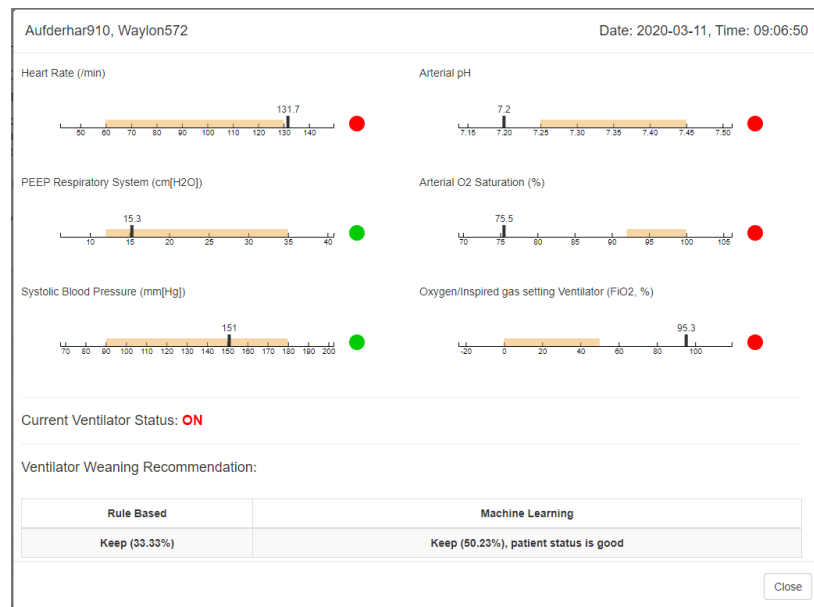 Aufderhar910, Waylon572 Date: 2020-03-11, Time: 09:06:50
Heart Rate (/min) Arterial pH
131.7 7.2
50 60 70 80 90 100 110 120 130 140 7.15 7.20 7.25 7.30 7.35 7.40 7.45 7.50
PEEP Respiratory System (cm[H2O]) Arterial O2 Saturation (%)
15.3 75.5
10 15 20 25 30 35 40 70 75 80 85 90 95 100 105
Systolic Blood Pressure (mm[Hg]) Oxygen/Inspired gas setting Ventilator (FiO2, %)
151 95.3
70 80 90 100 110 120 130 140 150 160 170 180 190 200 -20 0 20 40 60 80 100
Current Ventilator Status: ON
Ventilator Weaning Recommendation:
Rule Based Machine Learning
Keep (33.33%) Keep (50.23%), patient status is good
Close